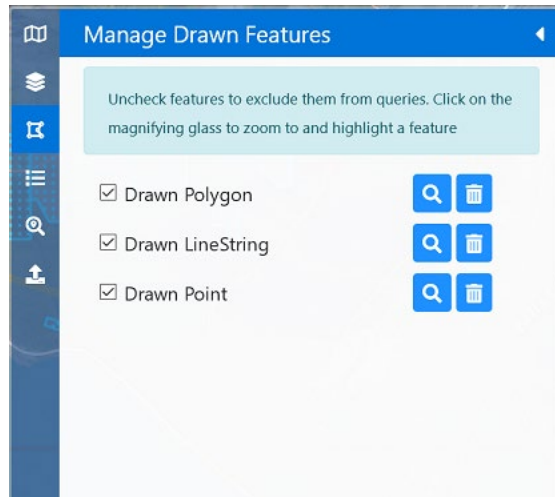 Manage Drawn Features
Uncheck features to exclude them from queries. Click on the
magnifying glass to zoom to and highlight a feature
Drawn Polygon
Drawn LineString
Drawn Point